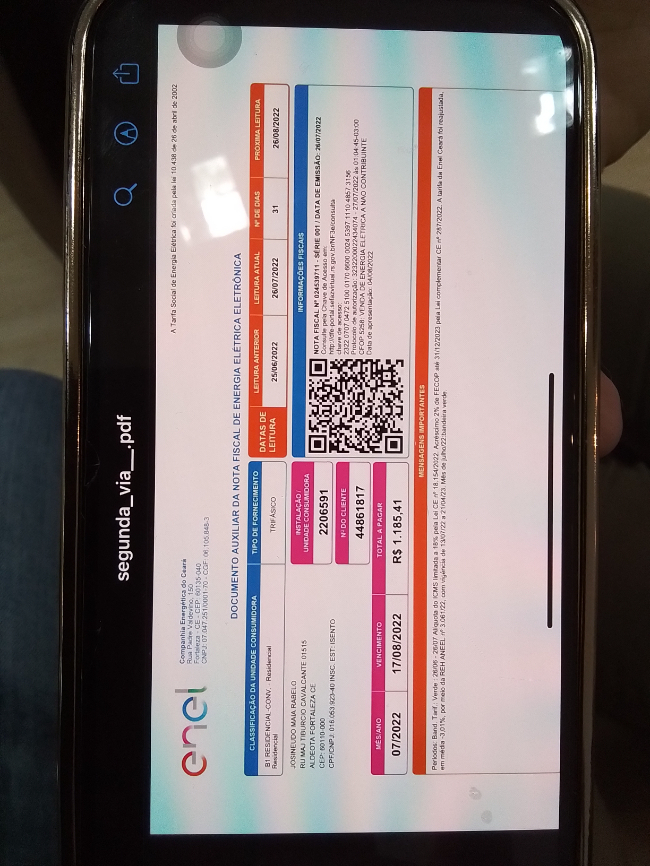 segunda_via__.pdf
A Tarifa Social de Energia Elétrica foi criada pela lei 10.438 de 26 de abril de 2002
enel
Companhia Energética do Ceará
Rua Padre Valdevino, 150
Fortaleza - CE - CEP: 60135-040
CNPJ: 07.047.251/0001-70 - CGF: 06.105.848-3
DOCUMENTO AUXILIAR DA NOTA FISCAL DE ENERGIA ELÉTRICA ELETRÔNICA
CLASSIFICAÇÃO DA UNIDADE CONSUMIDORA
TIPO DE FORNECIMENTO
B1 RESIDENCIAL-CONV. - Residencial
Residencial
TRIFÁSICO
DATAS DE
LEITURA
LEITURA ANTERIOR
LEITURA ATUAL
Nº DE DIAS
PRÓXIMA LEITURA
25/06/2022
26/07/2022
31
26/08/2022
JOSINEUDO MAIA RABELO
RU MAJ TIBURCIO CAVALCANTE 01515
ALDEOTA FORTALEZA CE
CEP: 60110-000
CPF/CNPJ: 016.053.923-40 INSC. EST: ISENTO
INSTALAÇÃO /
UNIDADE CONSUMIDORA
2206591
Nº DO CLIENTE
44861817
INFORMAÇÕES FISCAIS
NOTA FISCAL Nº 024539711 - SÉRIE 001 / DATA DE EMISSÃO: 26/07/2022
Consulte pela Chave de Acesso em:
http://dfe-portal.sefazvirtual.rs.gov.br/NF3e/consulta
chave de acesso:
2322 0707 0472 5100 0170 6600 0024 5397 1110 4857 3156
Protocolo de autorização: 3232200022434074 - 27/07/2022 às 01:04:45-03:00
CFOP 5258: VENDA DE ENERGIA ELETRICA A NAO CONTRIBUINTE
Data de apresentação: 04/08/2022
MÊS/ANO
VENCIMENTO
TOTAL A PAGAR
07/2022
17/08/2022
R$ 1.185,41
MENSAGENS IMPORTANTES
Períodos: Band. Tarif.: Verde : 26/06 - 26/07 Alíquota do ICMS limitada a 18% pela Lei CE nº 18.154/2022. Acréscimo 2% de FECOP até 31/12/2023 pela Lei complementar CE nº 287/2022. A tarifa da Enel Ceará foi reajustada,
em média -3,01%, por meio da REH ANEEL nº 3.061/22, com vigência de 13/07/22 a 21/04/23. Mês de julho/22:bandeira verde